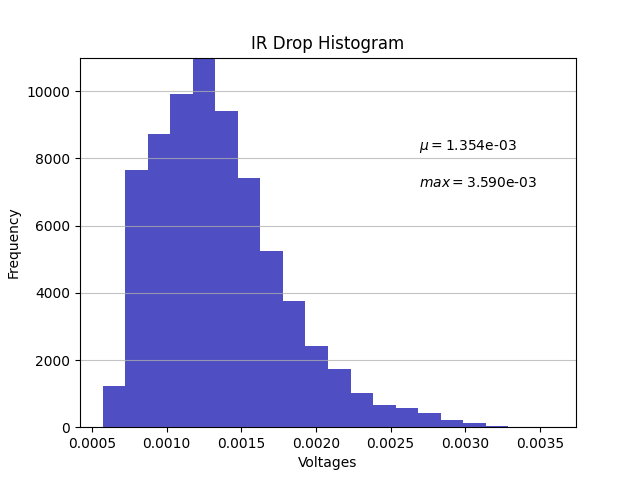 IR Drop Histogram
10000
8000
6000
4000
2000
0
Frequency
μ = 1.354e-03
max = 3.590e-03
0.0005 0.0010 0.0015 0.0020 0.0025 0.0030 0.0035
Voltages